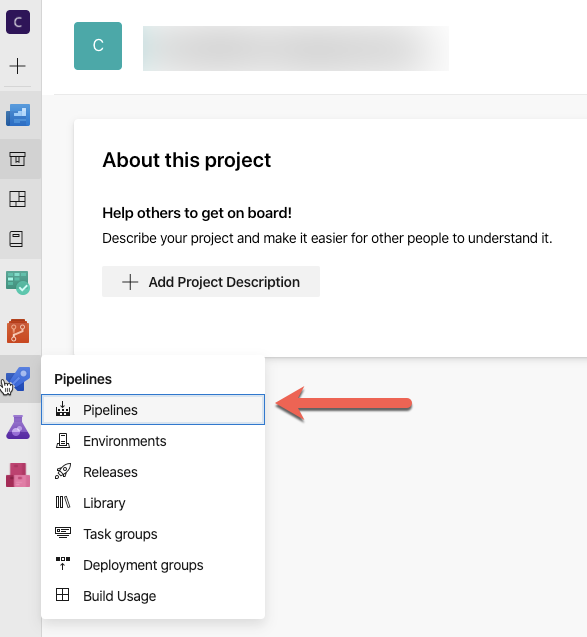 C
C
About this project
Help others to get on board!
Describe your project and make it easier for other people to understand it.
Add Project Description
Pipelines
Pipelines
Environments
Releases
Library
Task groups
Deployment groups
Build Usage